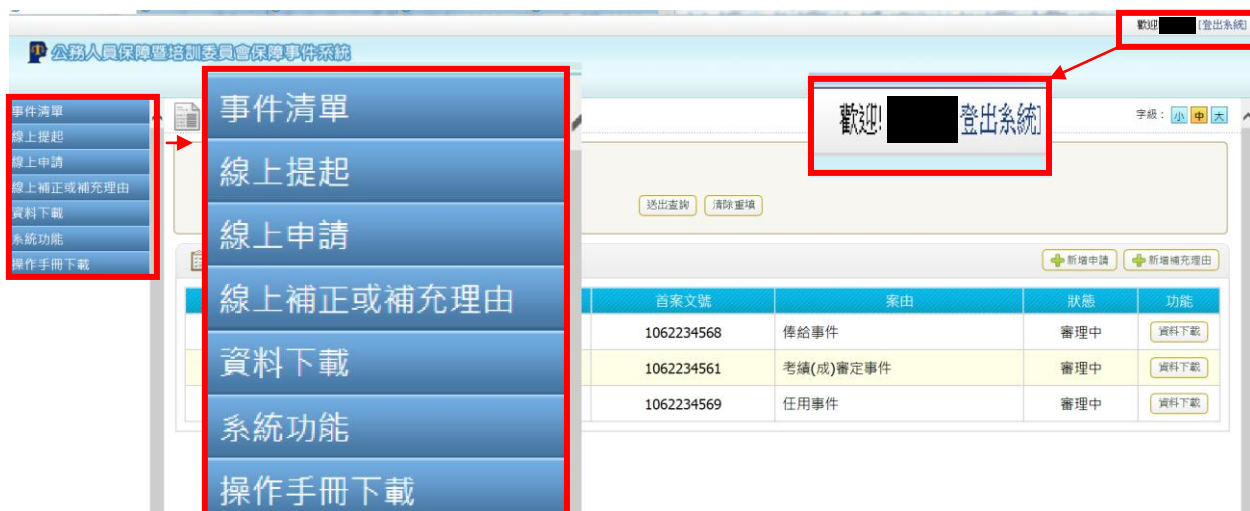 歡迎! [登出系統]
公務人員保障暨培訓委員會保障事件系統
事件清單
線上提起
線上申請
線上補正或補充理由
資料下載
系統功能
操作手冊下載
事件清單
線上提起
線上申請
線上補正或補充理由
資料下載
系統功能
操作手冊下載
歡迎! 登出系統]
字級: 小 中 大
送出查詢 清除重填
新增申請 新增補充理由
首案文號 案由 狀態 功能
1062234568 俸給事件 審理中 資料下載
1062234561 考績(成)審定事件 審理中 資料下載
1062234569 任用事件 審理中 資料下載